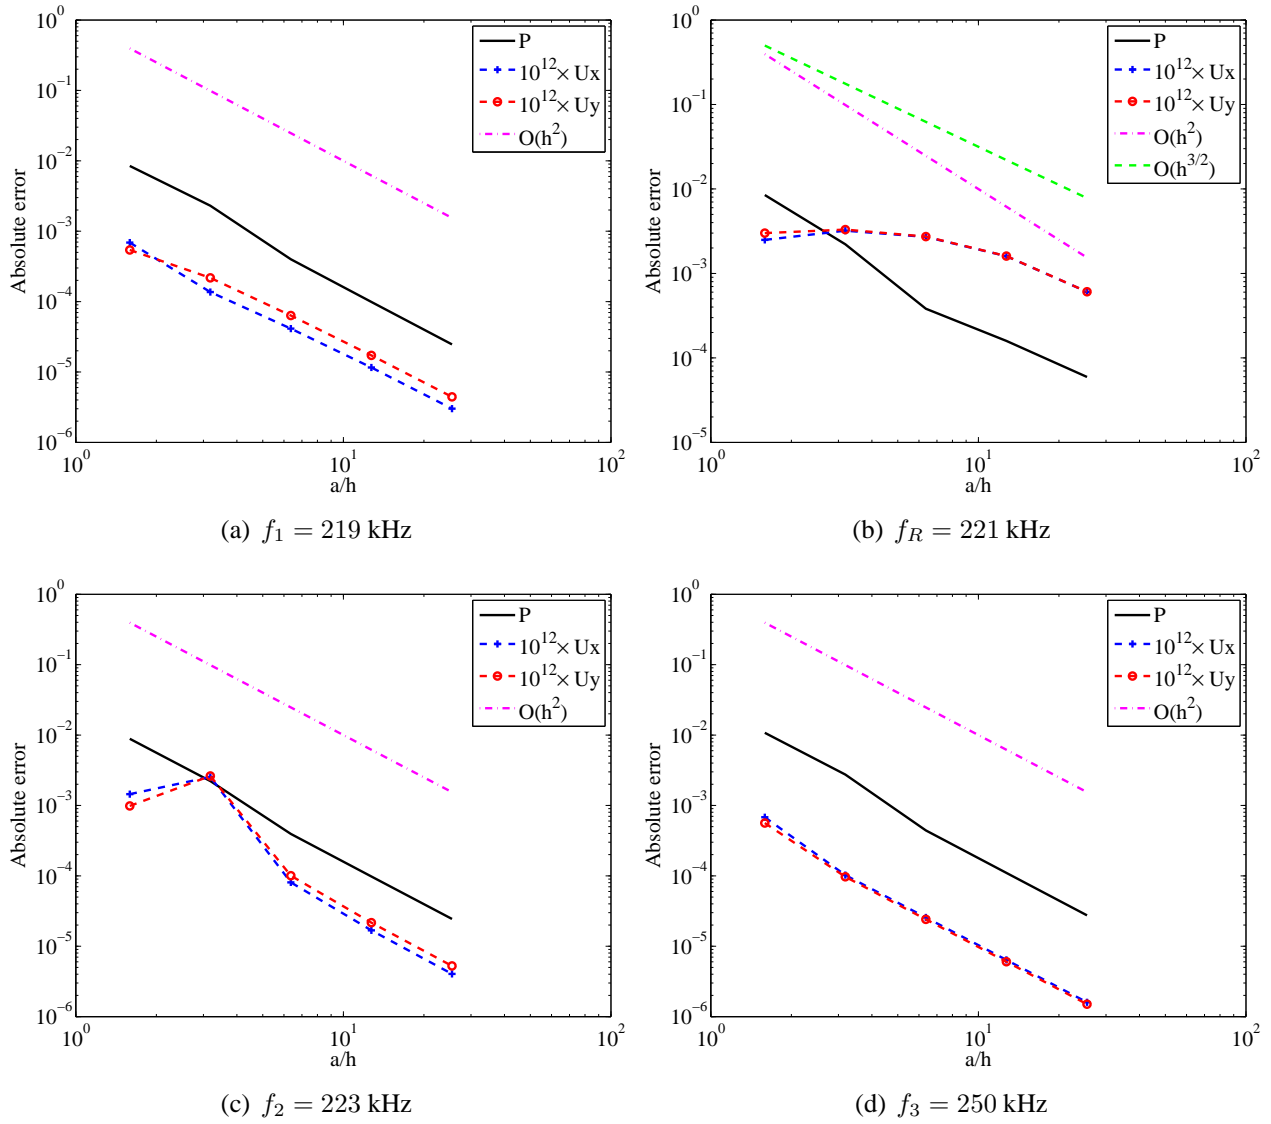 10^0
10^−1
10^−2
10^−3
10^−4
10^−5
10^−6
Absolute error
10^0
10^1
10^2
a/h
P
10^12× Ux
10^12× Uy
O(h^2)
(a) f_1 = 219 kHz
10^0
10^−1
10^−2
10^−3
10^−4
10^−5
Absolute error
10^0
10^1
10^2
a/h
P
10^12× Ux
10^12× Uy
O(h^2)
O(h^3/2)
(b) f_R = 221 kHz
10^0
10^−1
10^−2
10^−3
10^−4
10^−5
10^−6
Absolute error
10^0
10^1
10^2
a/h
P
10^12× Ux
10^12× Uy
O(h^2)
(c) f_2 = 223 kHz
10^0
10^−1
10^−2
10^−3
10^−4
10^−5
10^−6
Absolute error
10^0
10^1
10^2
a/h
P
10^12× Ux
10^12× Uy
O(h^2)
(d) f_3 = 250 kHz